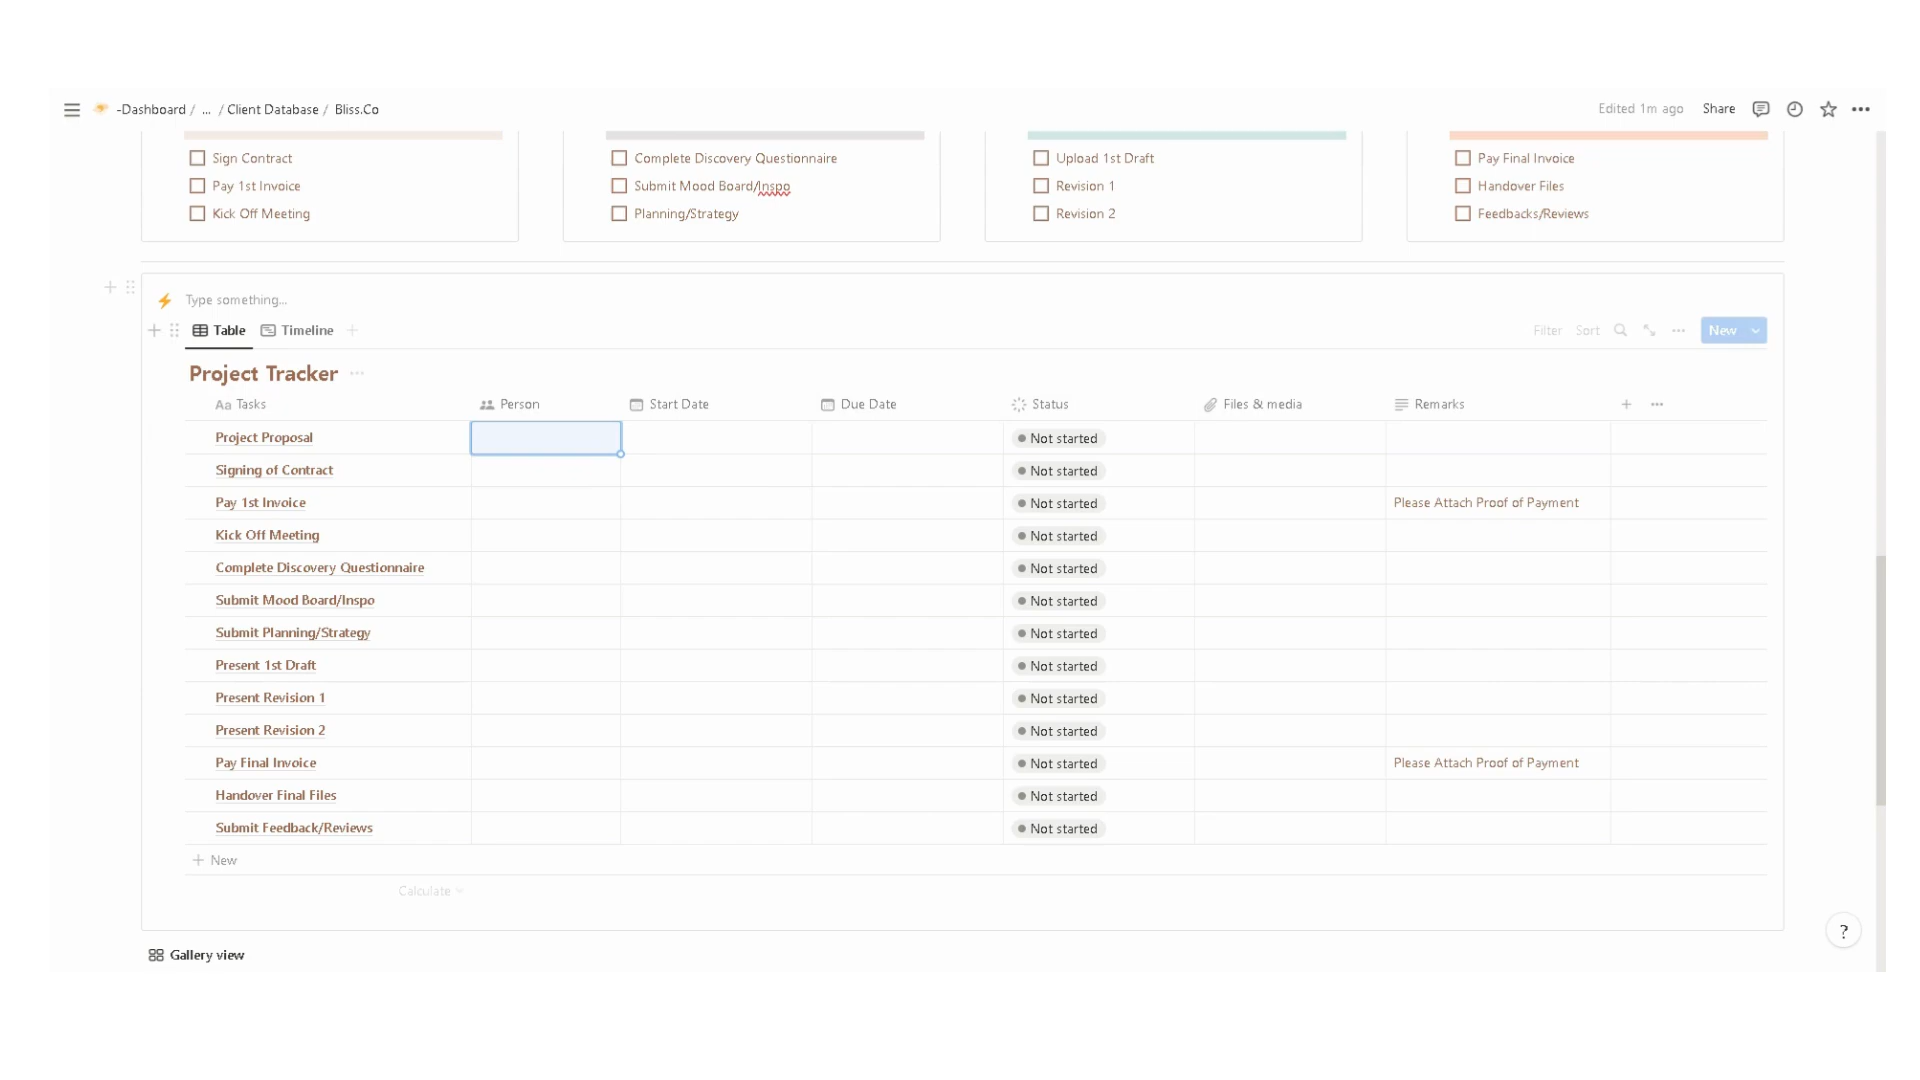 -Dashboard / ... / Client Database / Bliss.Co
Edited 1m ago Share
Sign Contract
Pay 1st Invoice
Kick Off Meeting
Complete Discovery Questionnaire
Submit Mood Board/Inspo
Planning/Strategy
Upload 1st Draft
Revision 1
Revision 2
Pay Final Invoice
Handover Files
Feedbacks/Reviews
Type something...
Table Timeline
Filter Sort New
Project Tracker
Aa Tasks Person Start Date Due Date Status Files & media Remarks
Project Proposal Not started
Signing of Contract Not started
Pay 1st Invoice Not started Please Attach Proof of Payment
Kick Off Meeting Not started
Complete Discovery Questionnaire Not started
Submit Mood Board/Inspo Not started
Submit Planning/Strategy Not started
Present 1st Draft Not started
Present Revision 1 Not started
Present Revision 2 Not started
Pay Final Invoice Not started Please Attach Proof of Payment
Handover Final Files Not started
Submit Feedback/Reviews Not started
+ New
Calculate
Gallery view
?